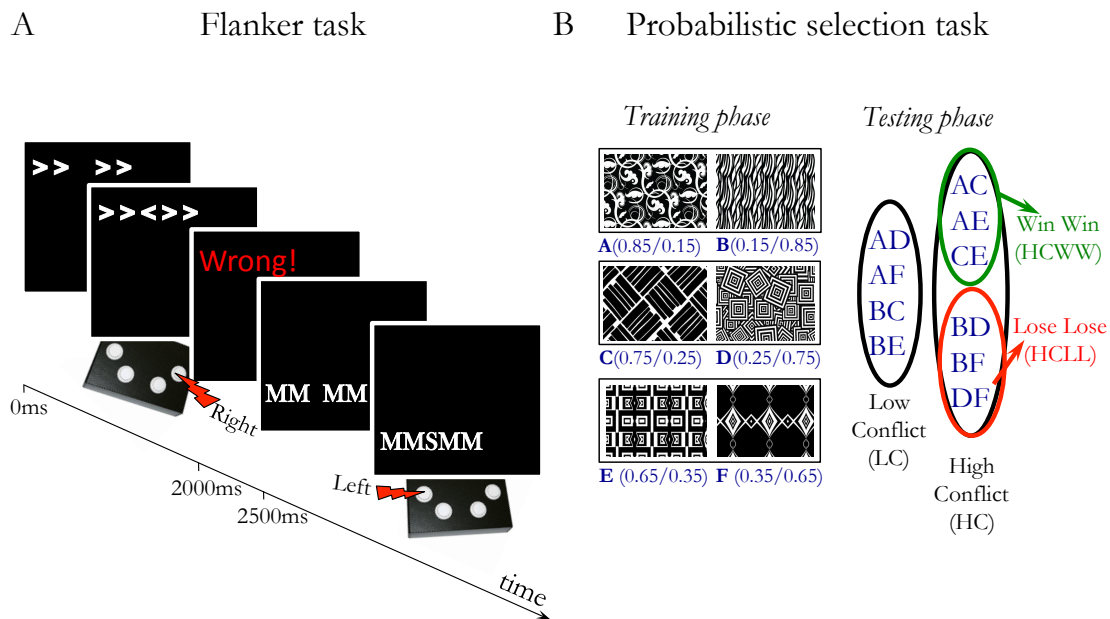 A
Flanker task
>> >>
>><>>
Wrong!
MM MM
MMSMM
Right
Left
0ms
2000ms
2500ms
time
B
Probabilistic selection task
Training phase
A(0.85/0.15) B(0.15/0.85)
C(0.75/0.25) D(0.25/0.75)
E (0.65/0.35) F (0.35/0.65)
Testing phase
AD
AF
BC
BE
Low
Conflict
(LC)
AC
AE
CE
BD
BF
DF
High
Conflict
(HC)
Win Win
(HCWW)
Lose Lose
(HCLL)